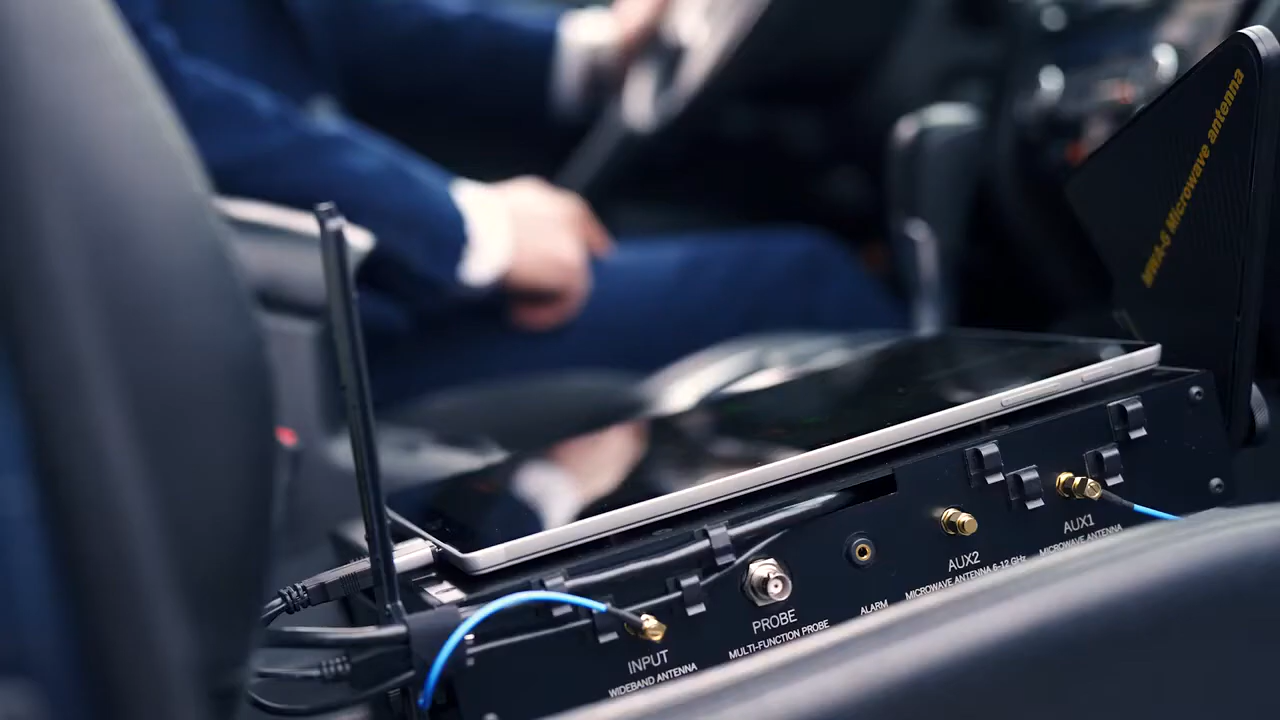 MWA-6 Microwave antenna
AUX1
MICROWAVE ANTENNA
AUX2
MICROWAVE ANTENNA 6-12 GHz
ALARM
PROBE
MULTI-FUNCTION PROBE
INPUT
WIDEBAND ANTENNA